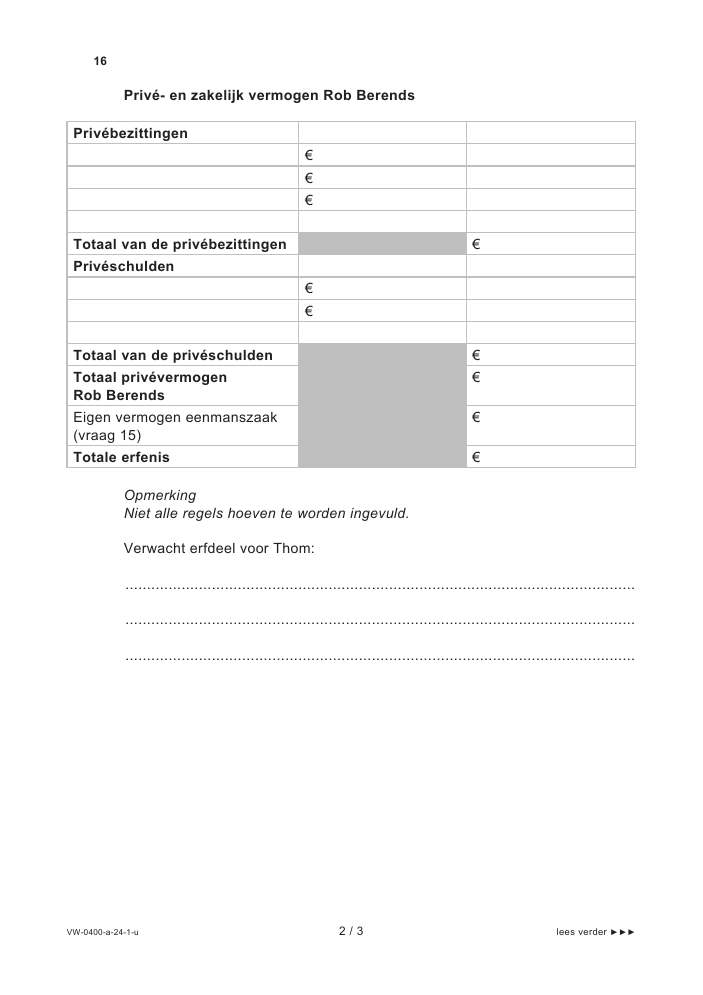 16
Privé- en zakelijk vermogen Rob Berends
Privébezittingen
€
€
€
Totaal van de privébezittingen €
Privéschulden
€
€
Totaal van de privéschulden €
Totaal privévermogen €
Rob Berends
Eigen vermogen eenmanszaak €
(vraag 15)
Totale erfenis €
Opmerking
Niet alle regels hoeven te worden ingevuld.
Verwacht erfdeel voor Thom:
VW-0400-a-24-1-u 2 / 3 lees verder ►►►